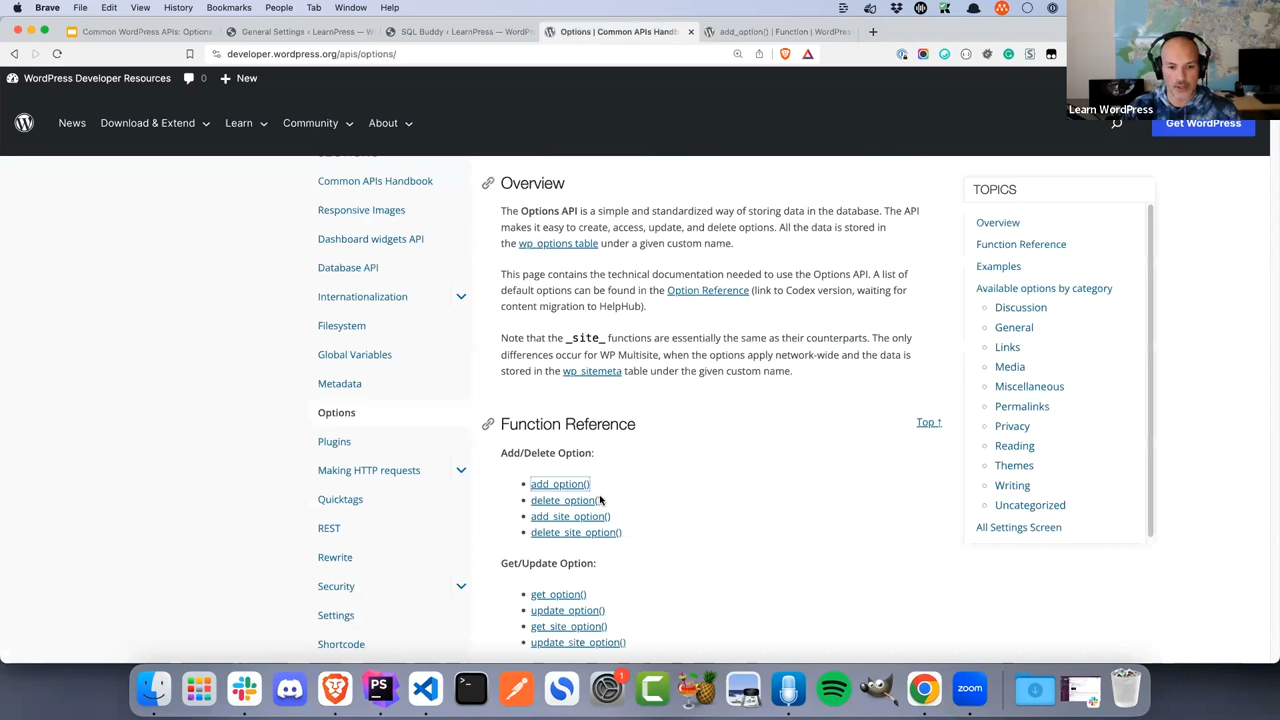 Brave File Edit View History Bookmarks People Tab Window Help
Common WordPress APIs: Options
General Settings ‹ LearnPress — W
SQL Buddy ‹ LearnPress — WordPre
Options | Common APIs Handb
add_option() | Function | WordPres
developer.wordpress.org/apis/options/
WordPress Developer Resources 0 New
Learn WordPress
News Download & Extend Learn Community About Get WordPress
Common APIs Handbook
Responsive Images
Dashboard widgets API
Database API
Internationalization
Filesystem
Global Variables
Metadata
Options
Plugins
Making HTTP requests
Quicktags
REST
Rewrite
Security
Settings
Shortcode
Overview
The Options API is a simple and standardized way of storing data in the database. The API
makes it easy to create, access, update, and delete options. All the data is stored in
the wp_options table under a given custom name.
This page contains the technical documentation needed to use the Options API. A list of
default options can be found in the Option Reference (link to Codex version, waiting for
content migration to HelpHub).
Note that the _site_ functions are essentially the same as their counterparts. The only
differences occur for WP Multisite, when the options apply network-wide and the data is
stored in the wp_sitemeta table under the given custom name.
Function Reference
Top ↑
Add/Delete Option:
add_option()
delete_option()
add_site_option()
delete_site_option()
Get/Update Option:
get_option()
update_option()
get_site_option()
update_site_option()
TOPICS
Overview
Function Reference
Examples
Available options by category
Discussion
General
Links
Media
Miscellaneous
Permalinks
Privacy
Reading
Themes
Writing
Uncategorized
All Settings Screen
PS
1
zoom